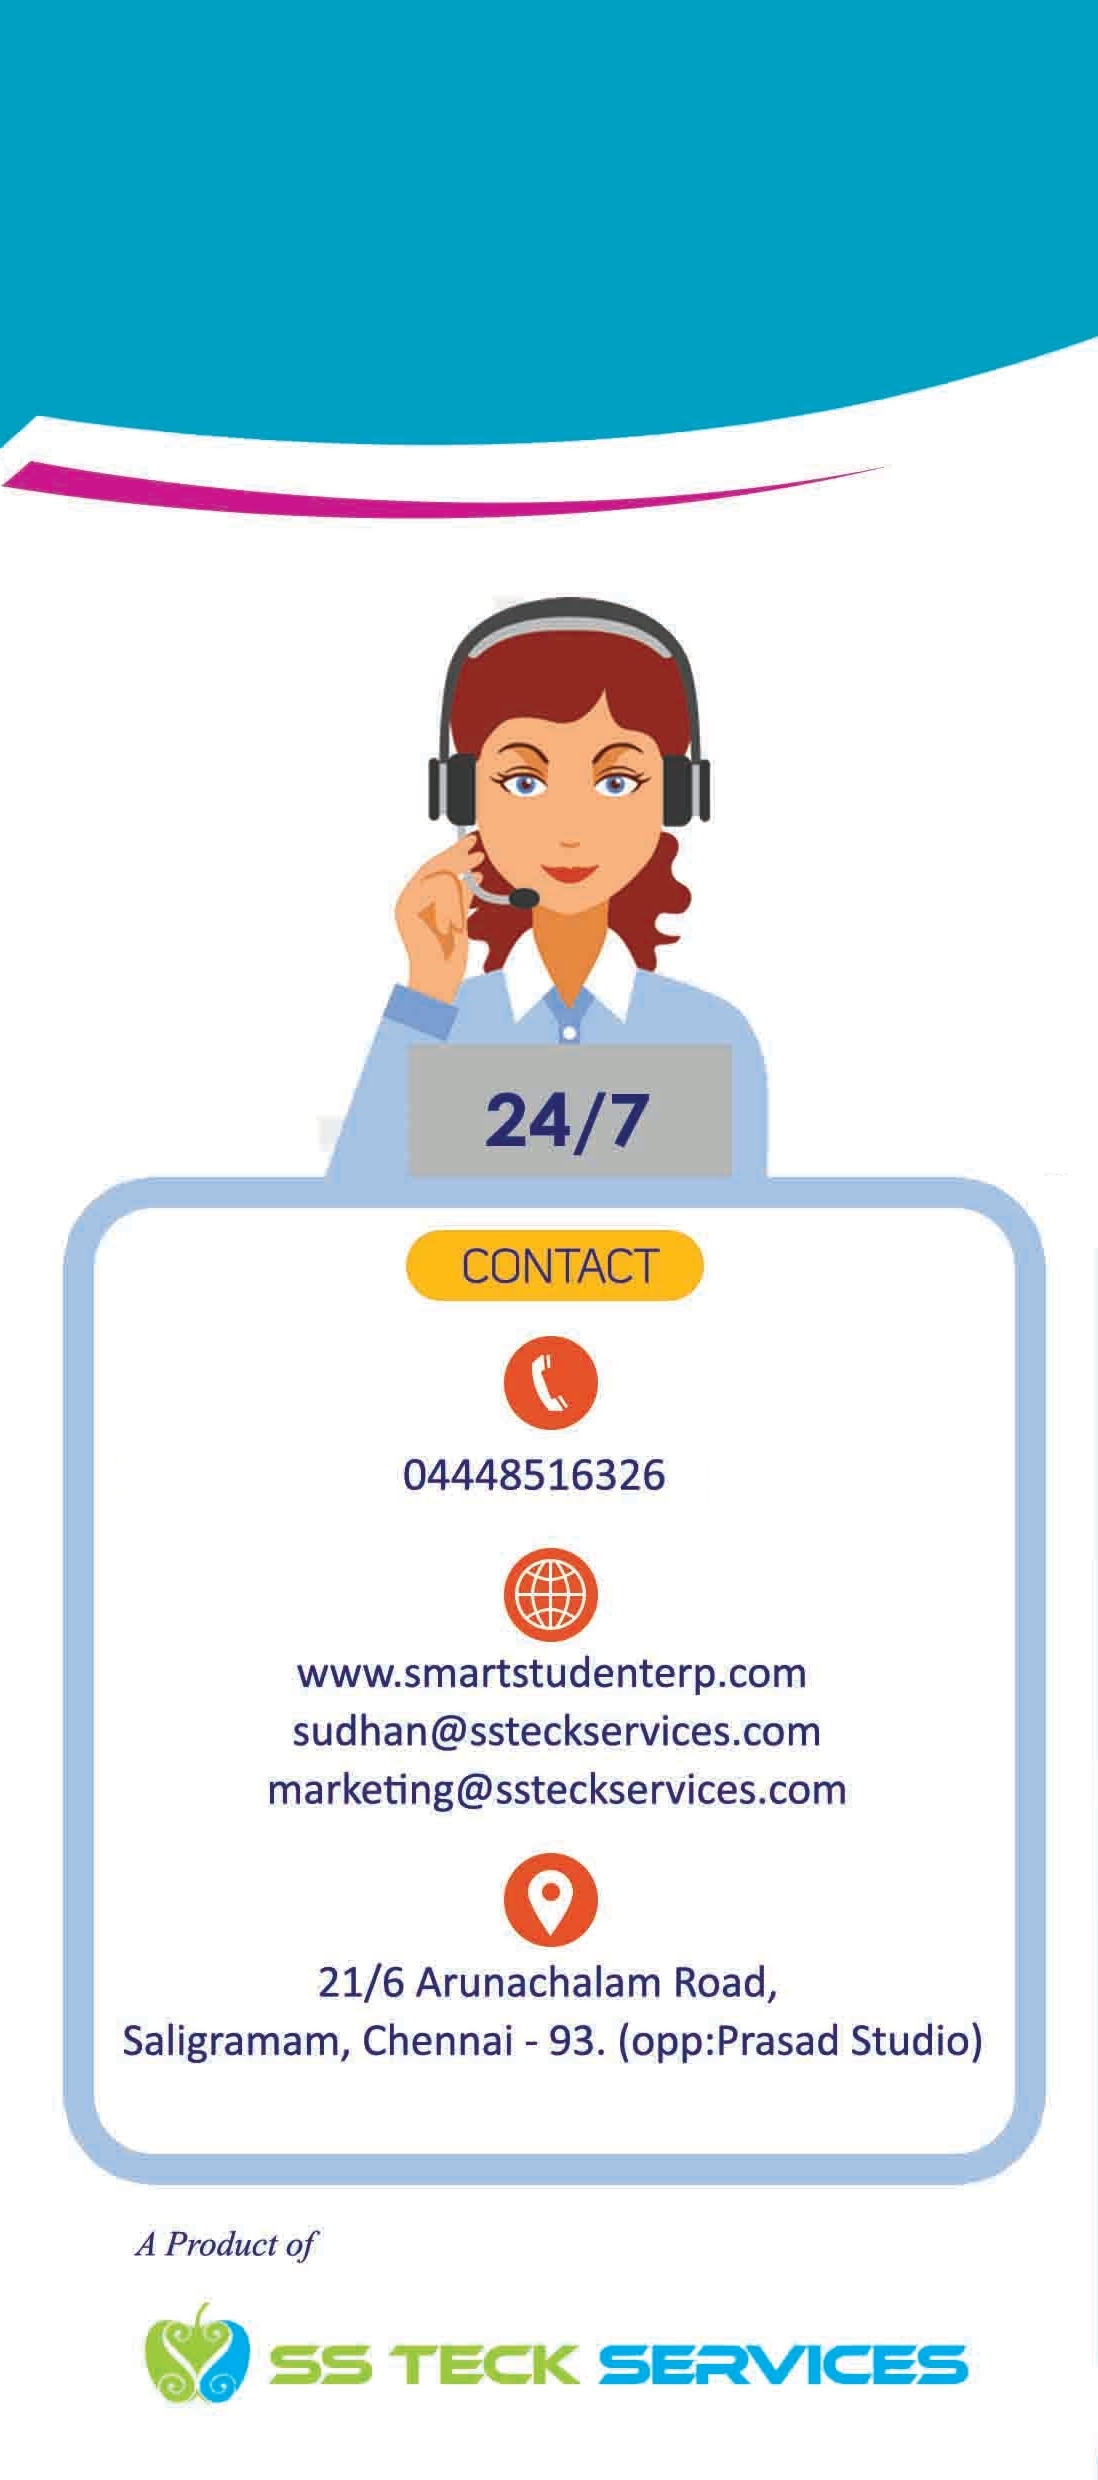 24/7
CONTACT
04448516326
www.smartstudenterp.com
sudhan@ssteckservices.com
marketing@ssteckservices.com
21/6 Arunachalam Road,
Saligramam, Chennai - 93. (opp:Prasad Studio)
A Product of
SS TECK SERVICES